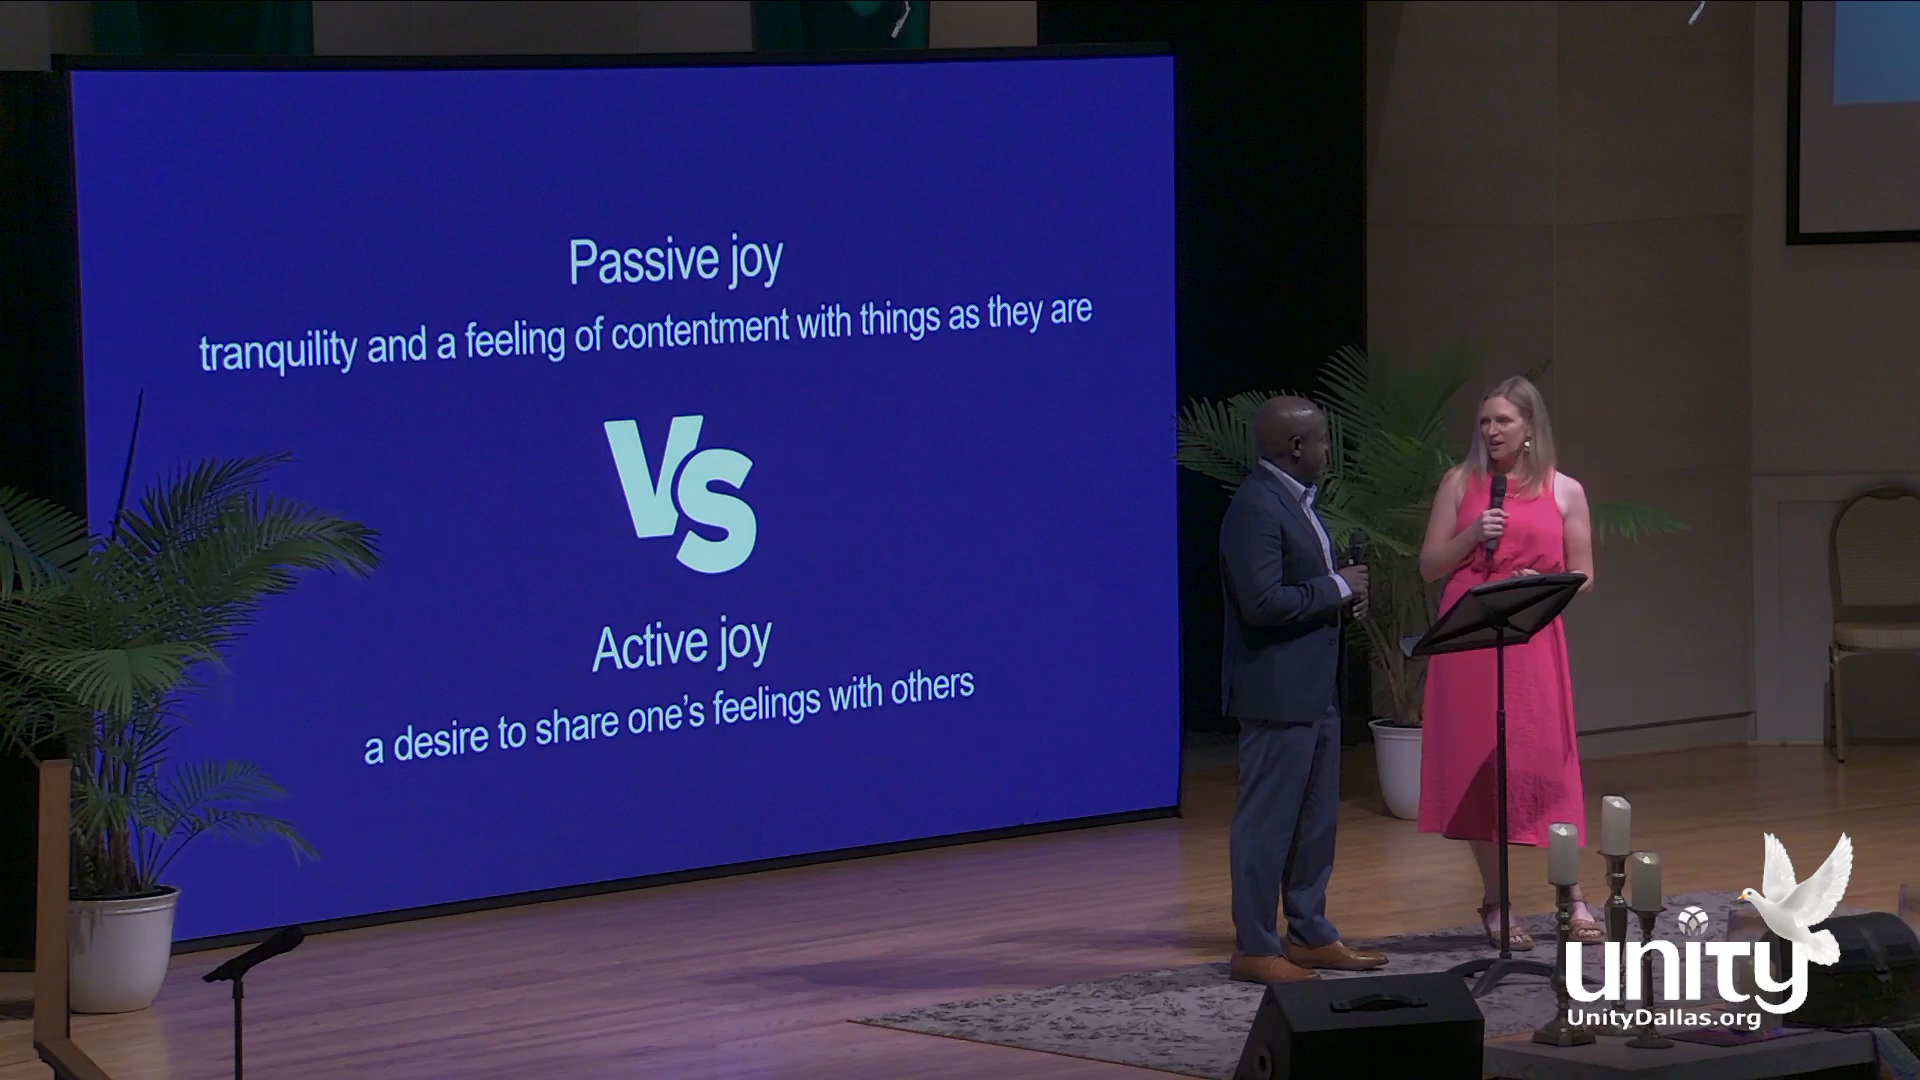 Passive joy
tranquility and a feeling of contentment with things as they are
VS
Active joy
a desire to share one's feelings with others
unity
UnityDallas.org